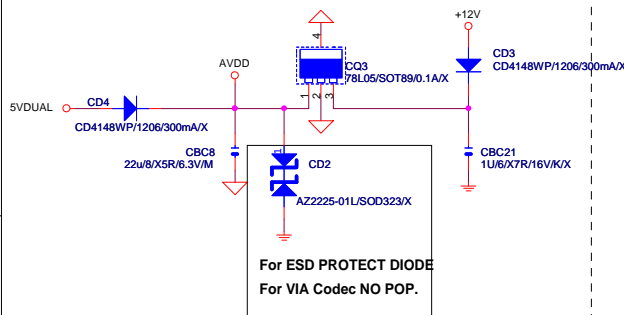 +12V
4
CD3
CD4148WP/1206/300mA/X
CQ3
78L05/SOT89/0.1A/X
AVDD
5VDUAL
CD4
CD4148WP/1206/300mA/X
1
2
3
CBC8
22u/8/X5R/6.3V/M
1
CD2
AZ2225-01L/SOD323/X
CBC21
1U/6/X7R/16V/K/X
For ESD PROTECT DIODE
For VIA Codec NO POP.